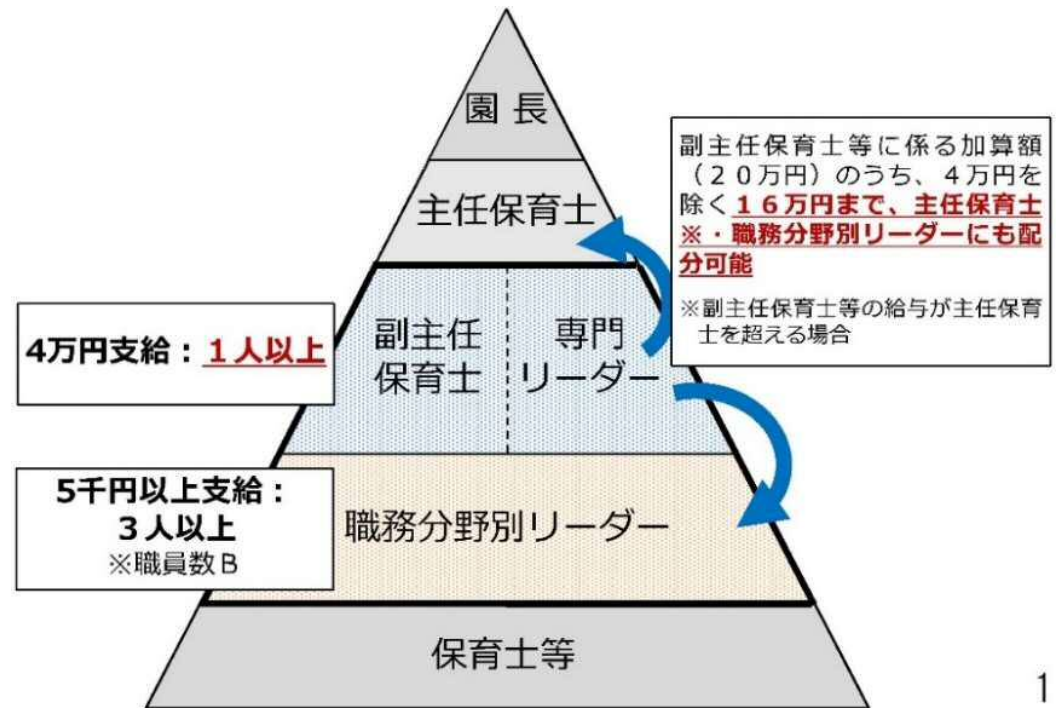 園 長
主任保育士
副主任
保育士
専門
リーダー
職務分野別リーダー
保育士等
4万円支給：１人以上
5千円以上支給：
３人以上
※職員数Ｂ
副主任保育士等に係る加算額
（２０万円）のうち、４万円を
除く１６万円まで、主任保育士
※・職務分野別リーダーにも配
分可能
※副主任保育士等の給与が主任保育
士を超える場合
1